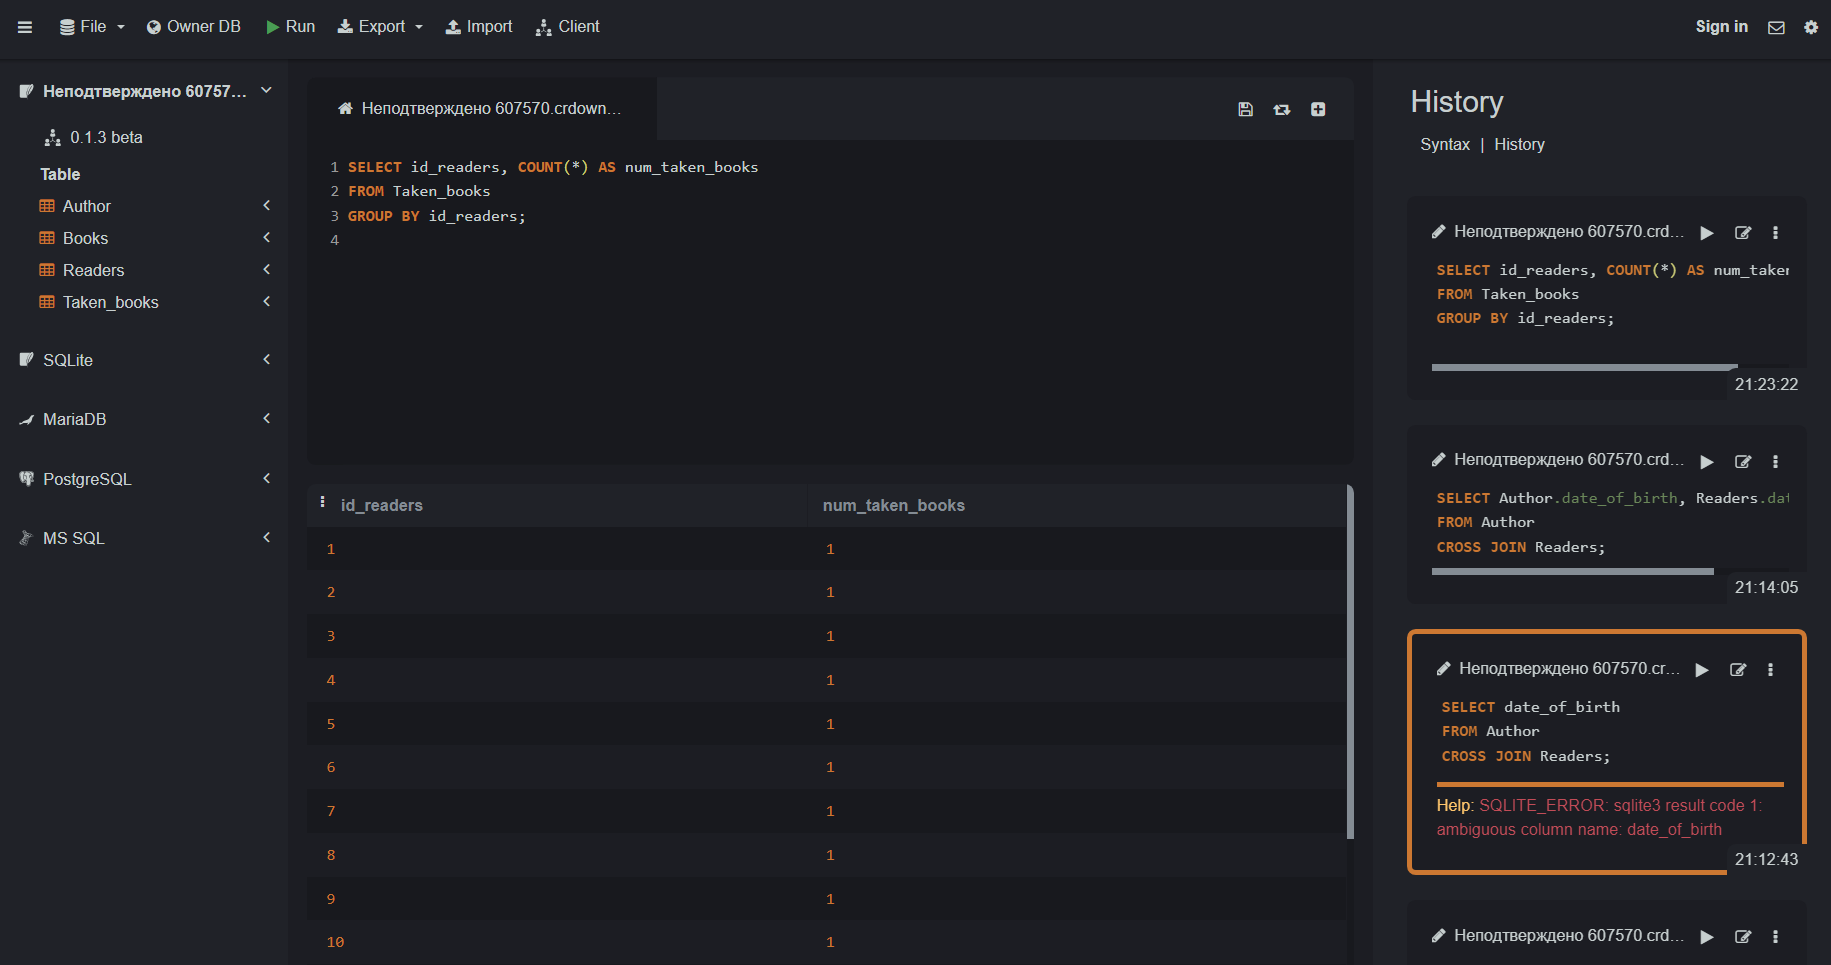 File
Owner DB
Run
Export
Import
Client
Sign in
Неподтверждено 60757...
0.1.3 beta
Table
Author
Books
Readers
Taken_books
SQLite
MariaDB
PostgreSQL
MS SQL
Неподтверждено 607570.crdown...
1 SELECT id_readers, COUNT(*) AS num_taken_books
2 FROM Taken_books
3 GROUP BY id_readers;
4
id_readers num_taken_books
1 1
2 1
3 1
4 1
5 1
6 1
7 1
8 1
9 1
10 1
History
Syntax | History
Неподтверждено 607570.crd...
SELECT id_readers, COUNT(*) AS num_taken
FROM Taken_books
GROUP BY id_readers;
21:23:22
Неподтверждено 607570.crd...
SELECT Author.date_of_birth, Readers.dat
FROM Author
CROSS JOIN Readers;
21:14:05
Неподтверждено 607570.cr...
SELECT date_of_birth
FROM Author
CROSS JOIN Readers;
Help: SQLITE_ERROR: sqlite3 result code 1:
ambiguous column name: date_of_birth
21:12:43
Неподтверждено 607570.crd...